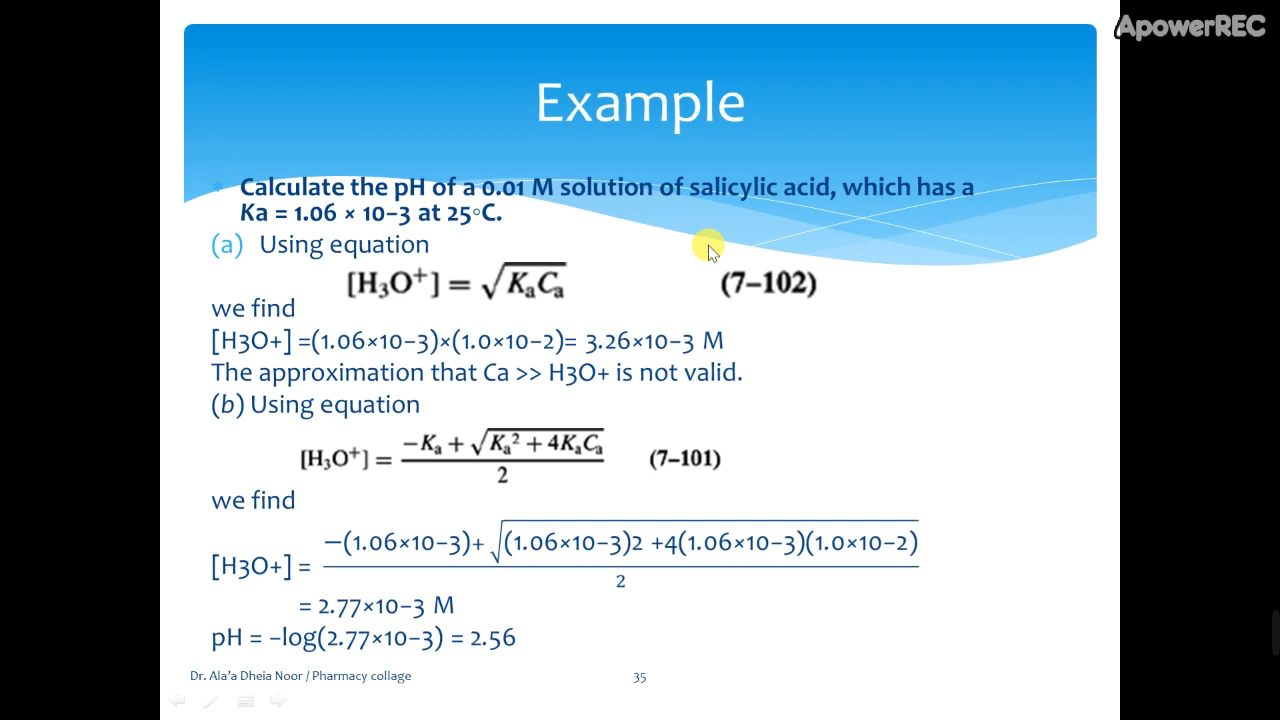 ApowerREC
Example
* Calculate the pH of a 0.01 M solution of salicylic acid, which has a
Ka = 1.06 × 10−3 at 25◦C.
(a) Using equation
[H₃O⁺] = √KₐCₐ (7–102)
we find
[H3O+] =(1.06×10−3)×(1.0×10−2)= 3.26×10−3 M
The approximation that Ca >> H3O+ is not valid.
(b) Using equation
[H₃O⁺] = (−Kₐ + √Kₐ² + 4KₐCₐ) / 2 (7–101)
we find
[H3O+] = −(1.06×10−3)+ √(1.06×10−3)2 +4(1.06×10−3)(1.0×10−2) / 2
= 2.77×10−3 M
pH = −log(2.77×10−3) = 2.56
Dr. Ala’a Dheia Noor / Pharmacy collage 35